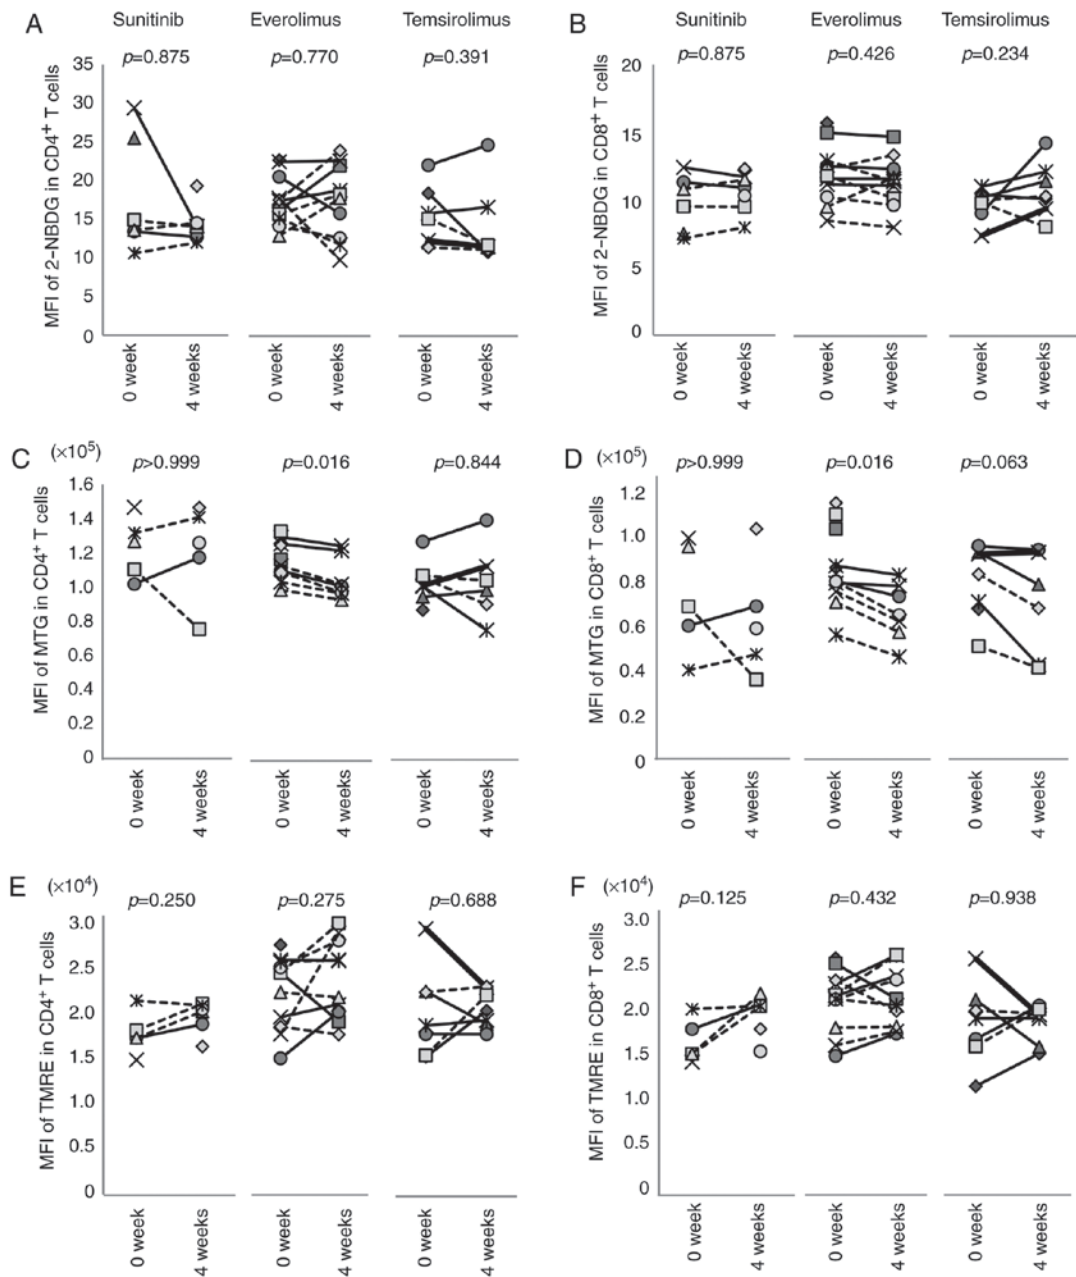 A
Sunitinib
Everolimus
Temsirolimus
p=0.875
p=0.770
p=0.391
MFI of 2-NBDG in CD4+ T cells
35
30
25
20
15
10
5
0
0 week
4 weeks
0 week
4 weeks
0 week
4 weeks
B
Sunitinib
Everolimus
Temsirolimus
p=0.875
p=0.426
p=0.234
MFI of 2-NBDG in CD8+ T cells
20
15
10
5
0
0 week
4 weeks
0 week
4 weeks
0 week
4 weeks
C
(×10⁵)
p>0.999
p=0.016
p=0.844
MFI of MTG in CD4+ T cells
1.6
1.4
1.2
1.0
0.8
0.6
0.4
0.2
0
0 week
4 weeks
0 week
4 weeks
0 week
4 weeks
D
(×10⁵)
p>0.999
p=0.016
p=0.063
MFI of MTG in CD8+ T cells
1.2
1.0
0.8
0.6
0.4
0.2
0
0 week
4 weeks
0 week
4 weeks
0 week
4 weeks
E
(×10⁴)
p=0.250
p=0.275
p=0.688
MFI of TMRE in CD4+ T cells
3.0
2.5
2.0
1.5
1.0
0.5
0
0 week
4 weeks
0 week
4 weeks
0 week
4 weeks
F
(×10⁴)
p=0.125
p=0.432
p=0.938
MFI of TMRE in CD8+ T cells
3.0
2.5
2.0
1.5
1.0
0.5
0
0 week
4 weeks
0 week
4 weeks
0 week
4 weeks